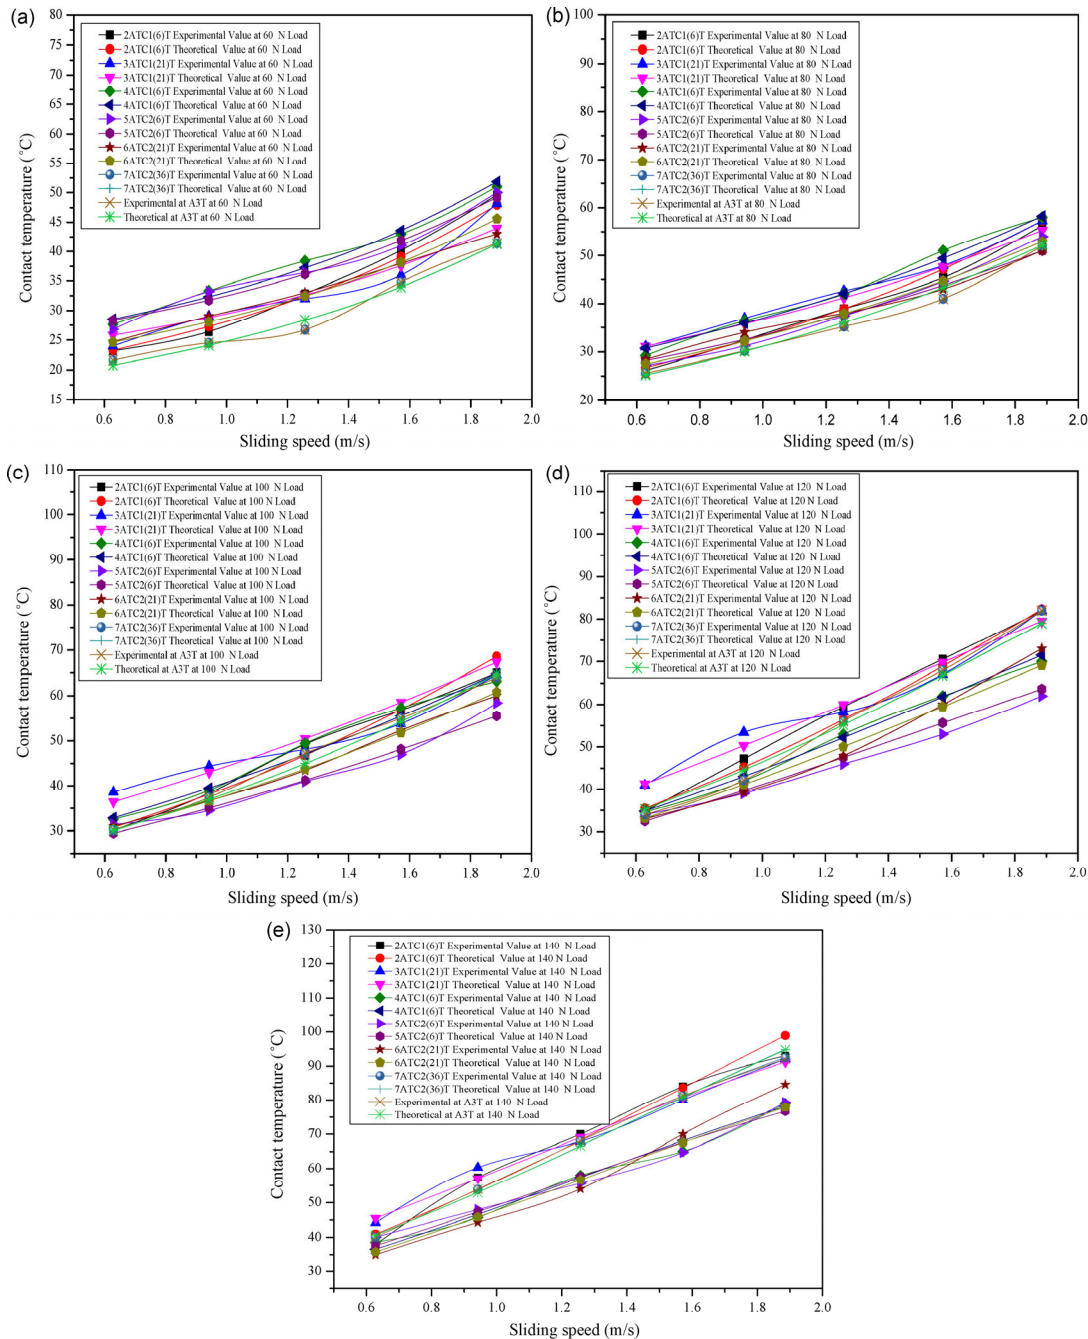 (a)
80
75
70
65
60
55
50
45
40
35
30
25
20
15
Contact temperature (°C)
2ATC1(6)T Experimental Value at 60 N Load
2ATC1(6)T Theoretical Value at 60 N Load
3ATC1(21)T Experimental Value at 60 N Load
3ATC1(21)T Theoretical Value at 60 N Load
4ATC1(6)T Experimental Value at 60 N Load
4ATC1(6)T Theoretical Value at 60 N Load
5ATC2(6)T Experimental Value at 60 N Load
5ATC2(6)T Theoretical Value at 60 N Load
6ATC2(21)T Experimental Value at 60 N Load
6ATC2(21)T Theoretical Value at 60 N Load
7ATC2(36)T Experimental Value at 60 N Load
7ATC2(36)T Theoretical Value at 60 N Load
Experimental at A3T at 60 N Load
Theoretical at A3T at 60 N Load
0.6 0.8 1.0 1.2 1.4 1.6 1.8 2.0
Sliding speed (m/s)
(b)
100
90
80
70
60
50
40
30
20
Contact temperature (°C)
2ATC1(6)T Experimental Value at 80 N Load
2ATC1(6)T Theoretical Value at 80 N Load
3ATC1(21)T Experimental Value at 80 N Load
3ATC1(21)T Theoretical Value at 80 N Load
4ATC1(6)T Experimental Value at 80 N Load
4ATC1(6)T Theoretical Value at 80 N Load
5ATC2(6)T Experimental Value at 80 N Load
5ATC2(6)T Theoretical Value at 80 N Load
6ATC2(21)T Experimental Value at 80 N Load
6ATC2(21)T Theoretical Value at 80 N Load
7ATC2(36)T Experimental Value at 80 N Load
7ATC2(36)T Theoretical Value at 80 N Load
Experimental at A3T at 80 N Load
Theoretical at A3T at 80 N Load
0.6 0.8 1.0 1.2 1.4 1.6 1.8 2.0
Sliding speed (m/s)
(c)
110
100
90
80
70
60
50
40
30
Contact temperature (°C)
2ATC1(6)T Experimental Value at 100 N Load
2ATC1(6)T Theoretical Value at 100 N Load
3ATC1(21)T Experimental Value at 100 N Load
3ATC1(21)T Theoretical Value at 100 N Load
4ATC1(6)T Experimental Value at 100 N Load
4ATC1(6)T Theoretical Value at 100 N Load
5ATC2(6)T Experimental Value at 100 N Load
5ATC2(6)T Theoretical Value at 100 N Load
6ATC2(21)T Experimental Value at 100 N Load
6ATC2(21)T Theoretical Value at 100 N Load
7ATC2(36)T Experimental Value at 100 N Load
7ATC2(36)T Theoretical Value at 100 N Load
Experimental at A3T at 100 N Load
Theoretical at A3T at 100 N Load
0.6 0.8 1.0 1.2 1.4 1.6 1.8 2.0
Sliding speed (m/s)
(d)
110
100
90
80
70
60
50
40
30
Contact temperature (°C)
2ATC1(6)T Experimental Value at 120 N Load
2ATC1(6)T Theoretical Value at 120 N Load
3ATC1(21)T Experimental Value at 120 N Load
3ATC1(21)T Theoretical Value at 120 N Load
4ATC1(6)T Experimental Value at 120 N Load
4ATC1(6)T Theoretical Value at 120 N Load
5ATC2(6)T Experimental Value at 120 N Load
5ATC2(6)T Theoretical Value at 120 N Load
6ATC2(21)T Experimental Value at 120 N Load
6ATC2(21)T Theoretical Value at 120 N Load
7ATC2(36)T Experimental Value at 120 N Load
7ATC2(36)T Theoretical Value at 120 N Load
Experimental at A3T at 120 N Load
Theoretical at A3T at 120 N Load
0.6 0.8 1.0 1.2 1.4 1.6 1.8 2.0
Sliding speed (m/s)
(e)
130
120
110
100
90
80
70
60
50
40
30
Contact temperature (°C)
2ATC1(6)T Experimental Value at 140 N Load
2ATC1(6)T Theoretical Value at 140 N Load
3ATC1(21)T Experimental Value at 140 N Load
3ATC1(21)T Theoretical Value at 140 N Load
4ATC1(6)T Experimental Value at 140 N Load
4ATC1(6)T Theoretical Value at 140 N Load
5ATC2(6)T Experimental Value at 140 N Load
5ATC2(6)T Theoretical Value at 140 N Load
6ATC2(21)T Experimental Value at 140 N Load
6ATC2(21)T Theoretical Value at 140 N Load
7ATC2(36)T Experimental Value at 140 N Load
7ATC2(36)T Theoretical Value at 140 N Load
Experimental at A3T at 140 N Load
Theoretical at A3T at 140 N Load
0.6 0.8 1.0 1.2 1.4 1.6 1.8 2.0
Sliding speed (m/s)